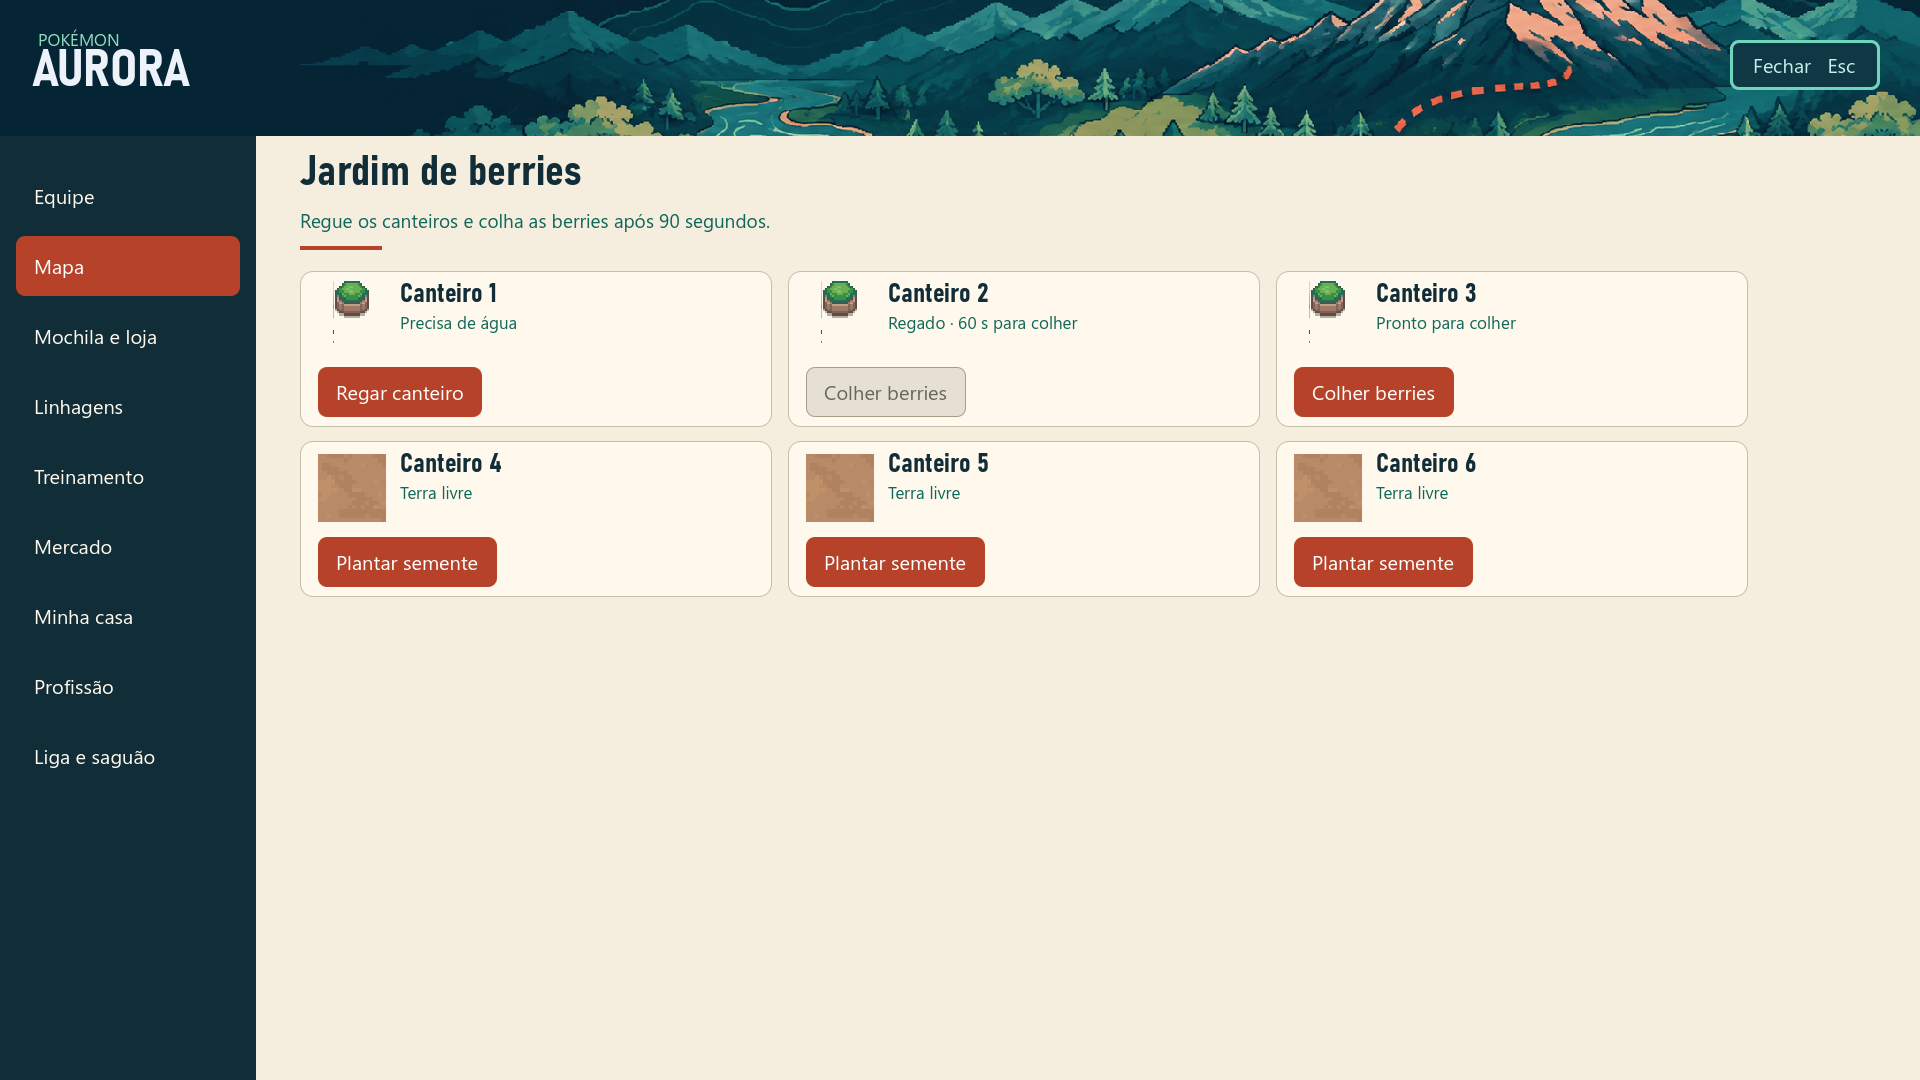 POKÉMON
AURORA
Fechar Esc
Equipe
Mapa
Mochila e loja
Linhagens
Treinamento
Mercado
Minha casa
Profissão
Liga e saguão
Jardim de berries
Regue os canteiros e colha as berries após 90 segundos.
Canteiro 1
Precisa de água
Regar canteiro
Canteiro 2
Regado · 60 s para colher
Colher berries
Canteiro 3
Pronto para colher
Colher berries
Canteiro 4
Terra livre
Plantar semente
Canteiro 5
Terra livre
Plantar semente
Canteiro 6
Terra livre
Plantar semente